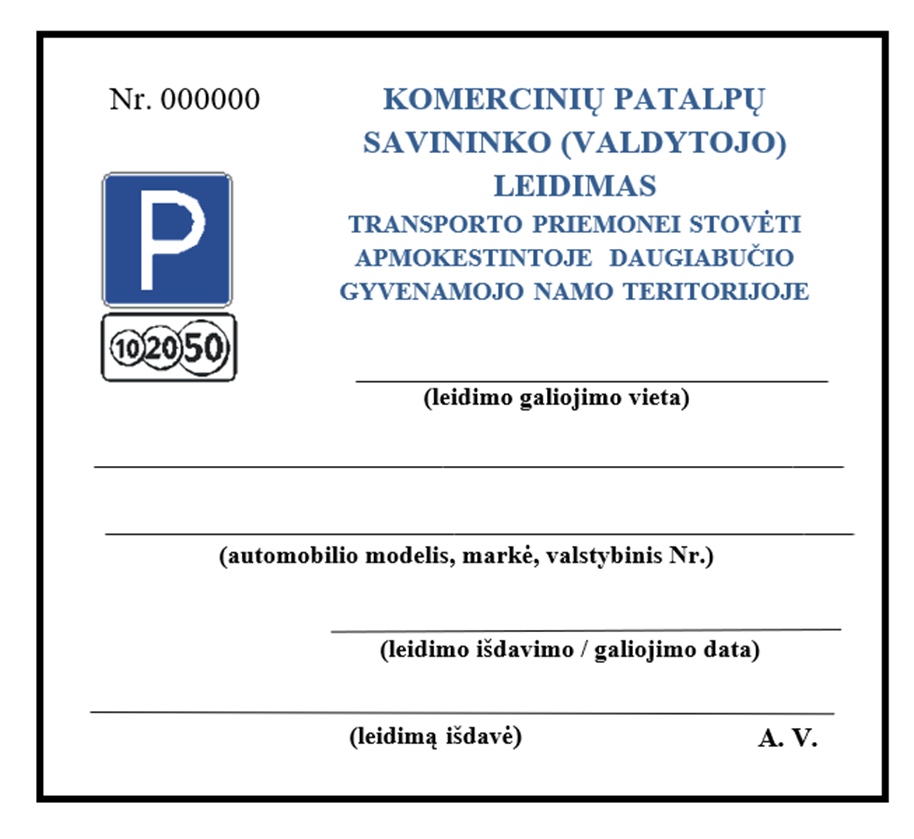 Nr. 000000
KOMERCINIŲ PATALPŲ
SAVININKO (VALDYTOJO)
LEIDIMAS
TRANSPORTO PRIEMONEI STOVĖTI
APMOKESTINTOJE DAUGIABUČIO
GYVENAMOJO NAMO TERITORIJOJE
P
10 20 50
(leidimo galiojimo vieta)
(automobilio modelis, markė, valstybinis Nr.)
(leidimo išdavimo / galiojimo data)
(leidimą išdavė) A. V.